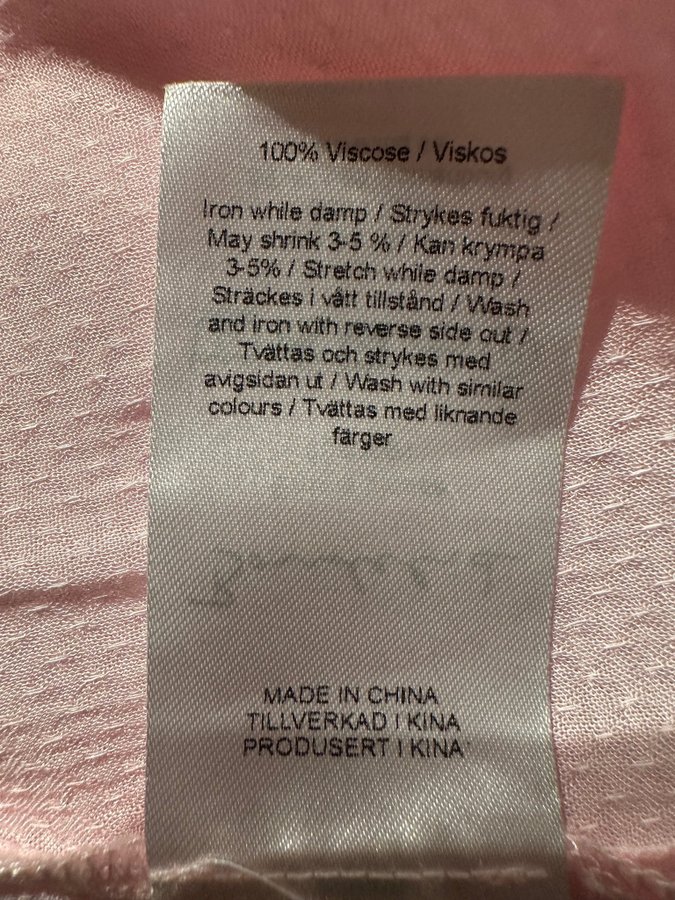 100% Viscose / Viskos
Iron while damp / Strykes fuktig /
May shrink 3-5 % / Kan krympa
3-5% / Stretch while damp /
Sträckes i vått tillstånd / Wash
and iron with reverse side out /
Tvättas och strykes med
avigsidan ut / Wash with similar
colours / Tvättas med liknande
färger
MADE IN CHINA
TILLVERKAD I KINA
PRODUSERT I KINA